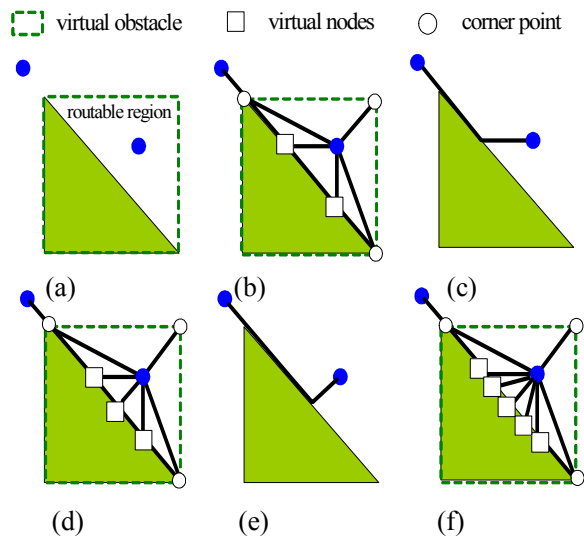 virtual obstacle virtual nodes corner point
routable region
(a) (b) (c)
(d) (e) (f)